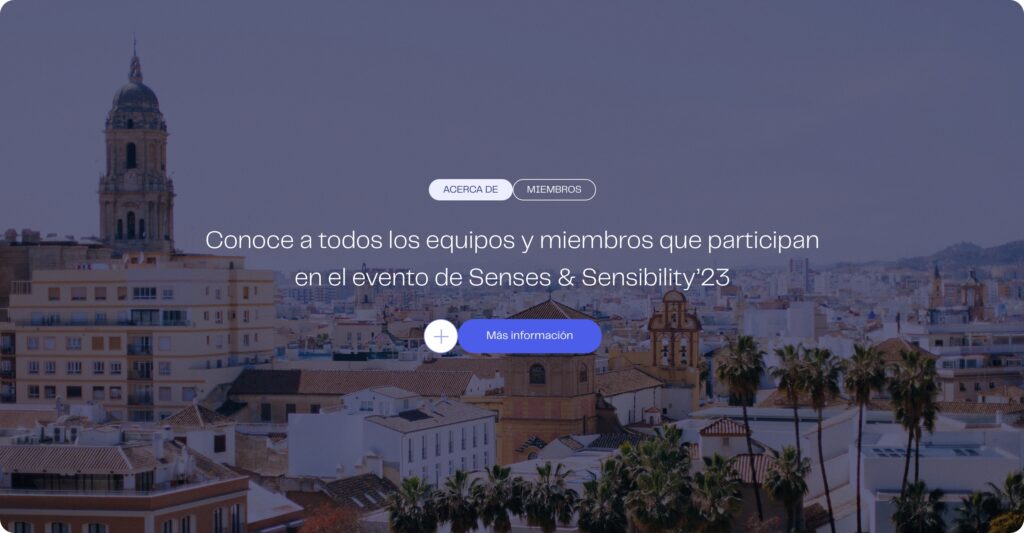 ACERCA DE MIEMBROS
Conoce a todos los equipos y miembros que participan
en el evento de Senses & Sensibility’23
Más información